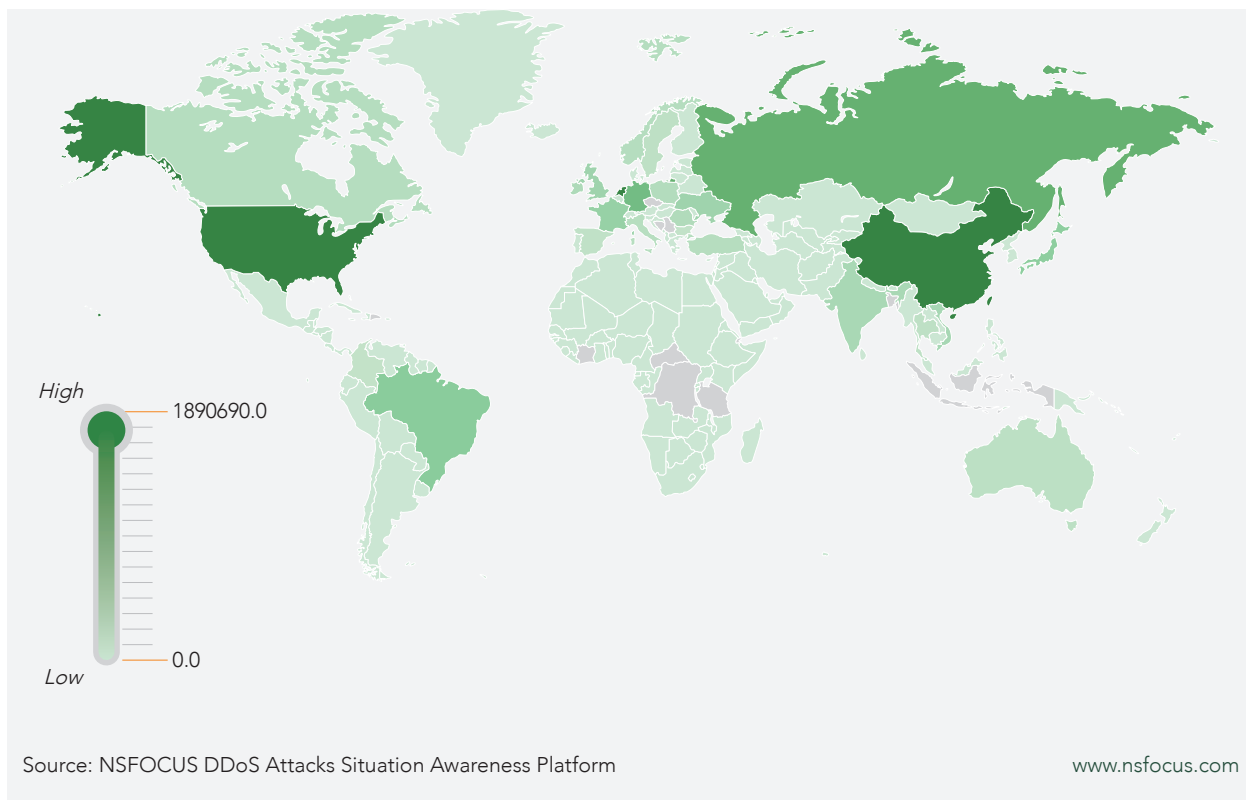 High
1890690.0
0.0
Low
Source: NSFOCUS DDoS Attacks Situation Awareness Platform
www.nsfocus.com